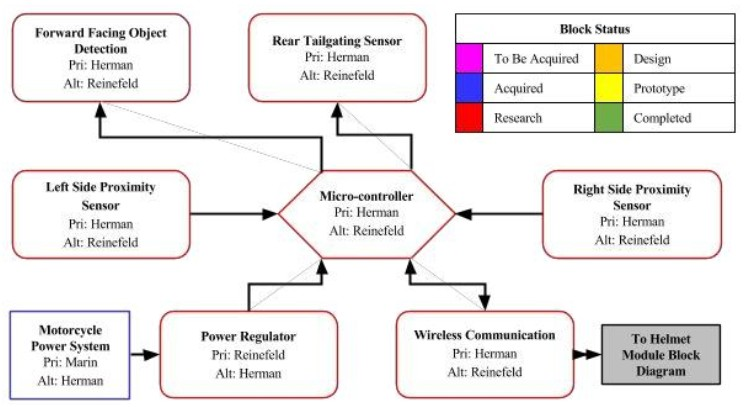 Forward Facing Object
Detection
Pri: Herman
Alt: Reinefeld
Rear Tailgating Sensor
Pri: Herman
Alt: Reinefeld
Block Status
To Be Acquired
Design
Acquired
Prototype
Research
Completed
Left Side Proximity
Sensor
Pri: Herman
Alt: Reinefeld
Micro-controller
Pri: Herman
Alt: Reinefeld
Right Side Proximity
Sensor
Pri: Herman
Alt: Reinefeld
Motorcycle
Power System
Pri: Marin
Alt: Herman
Power Regulator
Pri: Reinefeld
Alt: Herman
Wireless Communication
Pri: Herman
Alt: Reinefeld
To Helmet
Module Block
Diagram